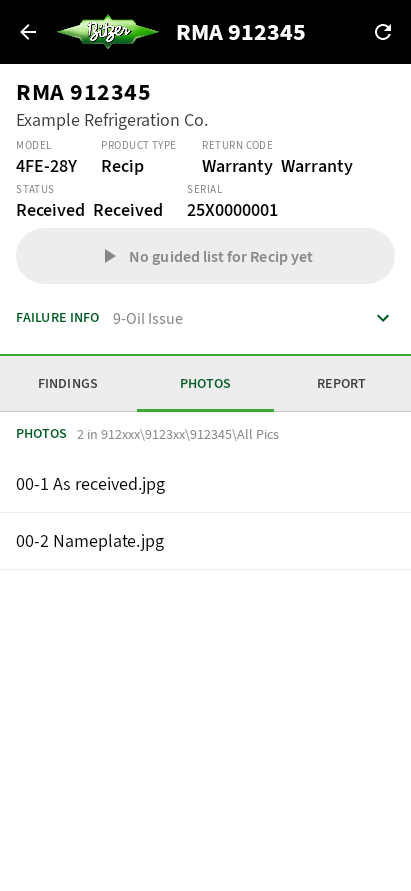 Bitzer RMA 912345
RMA 912345
Example Refrigeration Co.
MODEL PRODUCT TYPE RETURN CODE
4FE-28Y Recip Warranty Warranty
STATUS SERIAL
Received Received 25X0000001
No guided list for Recip yet
FAILURE INFO 9-Oil Issue
FINDINGS PHOTOS REPORT
PHOTOS 2 in 912xxx\9123xx\912345\All Pics
00-1 As received.jpg
00-2 Nameplate.jpg